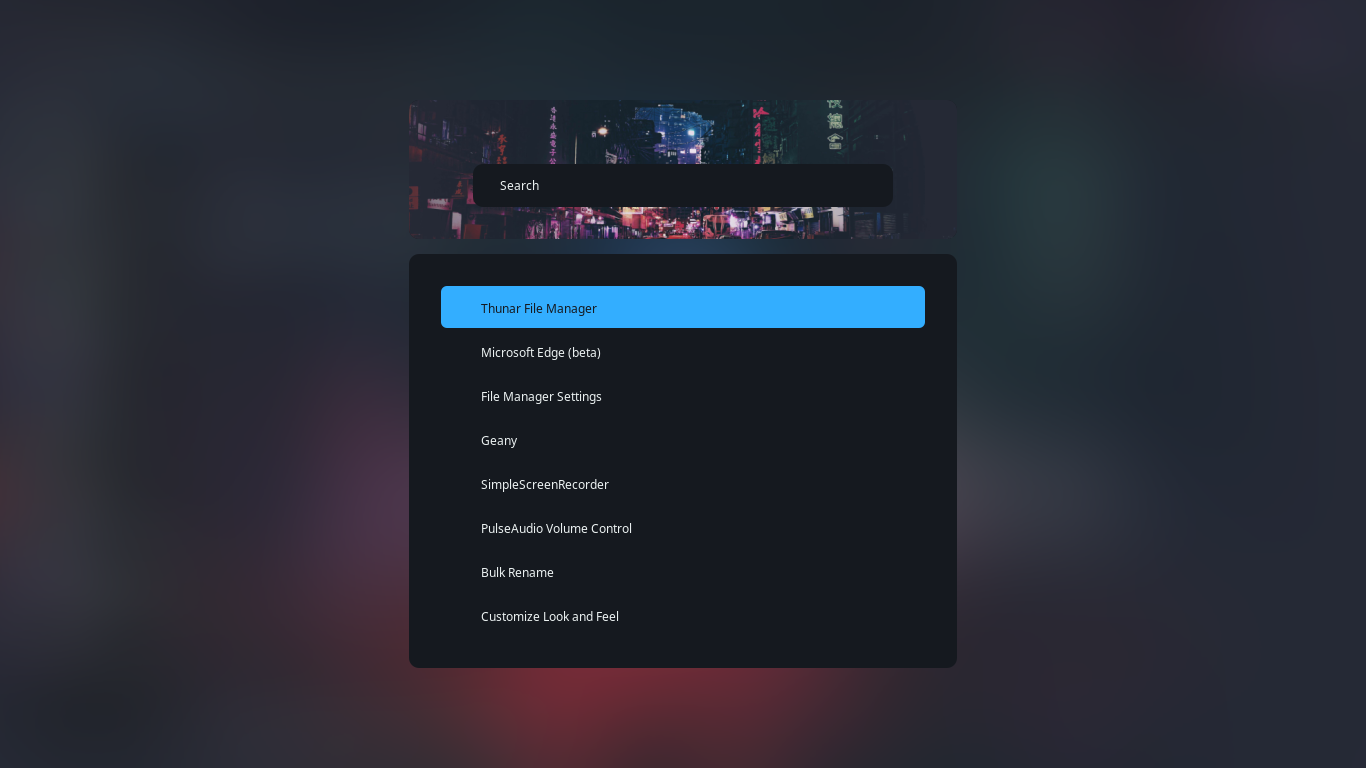 Search
Thunar File Manager
Microsoft Edge (beta)
File Manager Settings
Geany
SimpleScreenRecorder
PulseAudio Volume Control
Bulk Rename
Customize Look and Feel